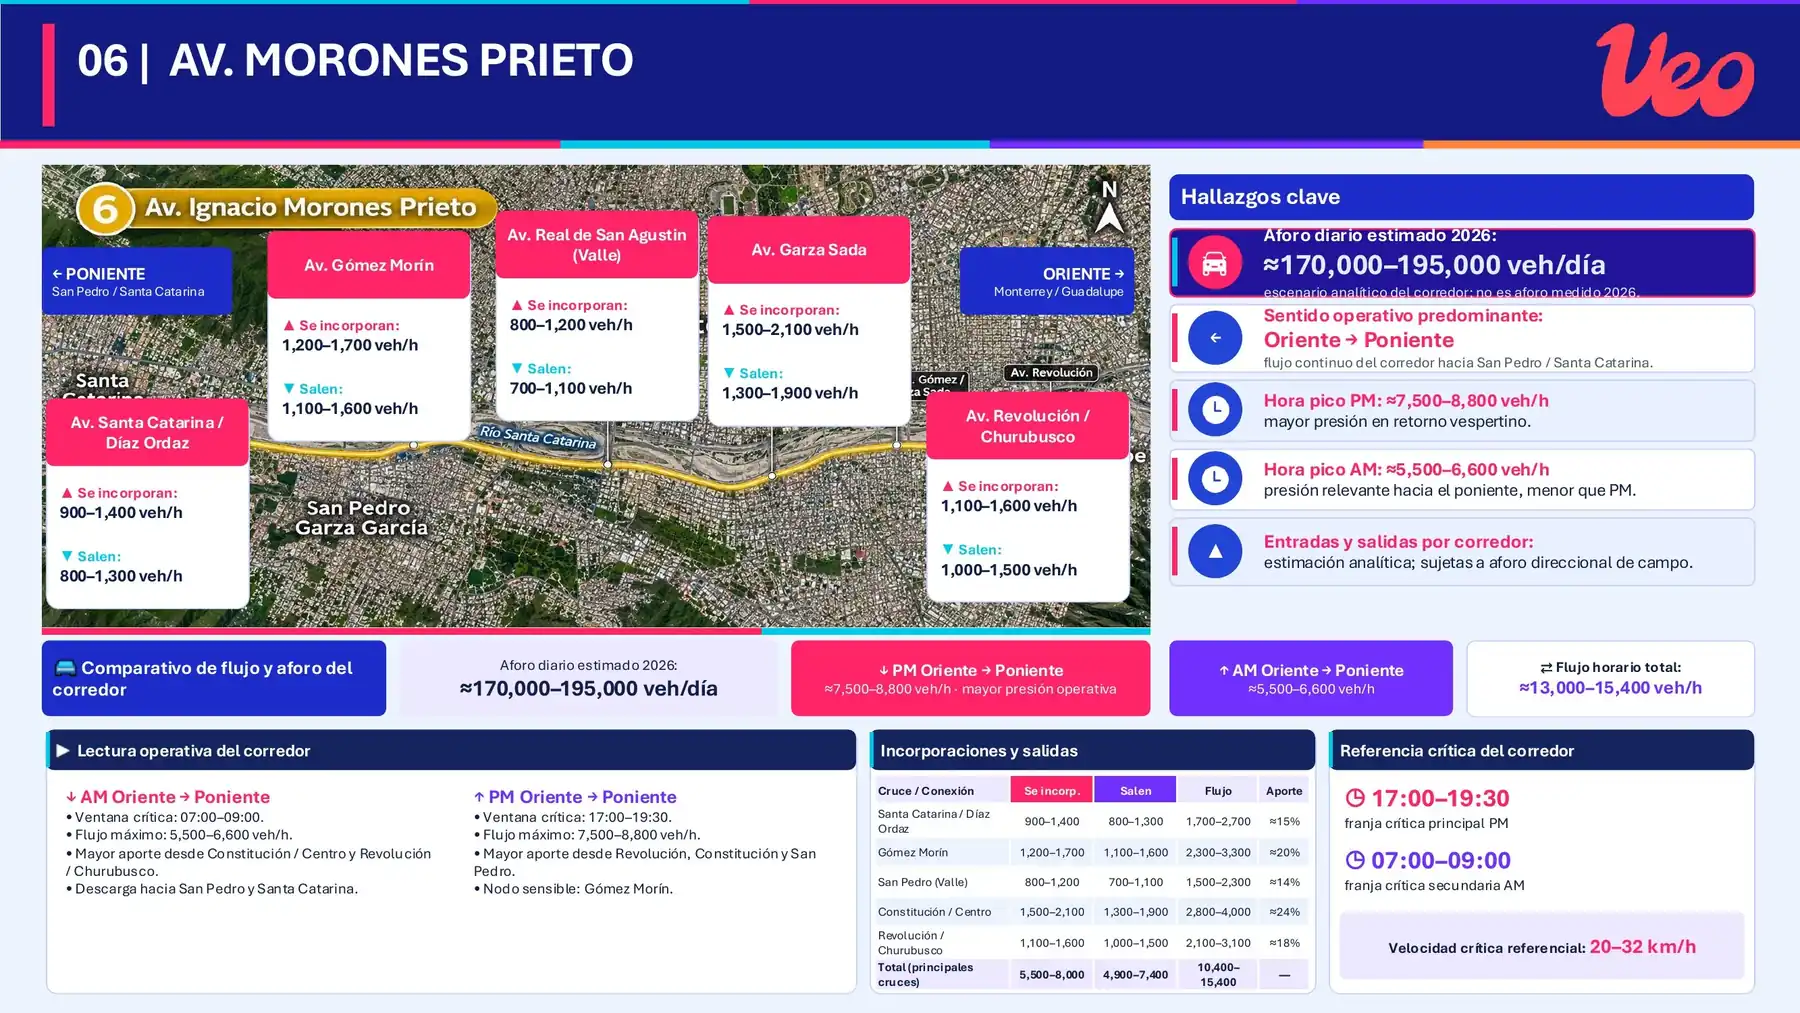 06 | AV. MORONES PRIETO
Veo
6 Av. Ignacio Morones Prieto
N
← PONIENTE
San Pedro / Santa Catarina
Av. Gómez Morín
▲ Se incorporan:
1,200–1,700 veh/h
▼ Salen:
1,100–1,600 veh/h
Av. Real de San Agustin
(Valle)
▲ Se incorporan:
800–1,200 veh/h
▼ Salen:
700–1,100 veh/h
Av. Garza Sada
▲ Se incorporan:
1,500–2,100 veh/h
▼ Salen:
1,300–1,900 veh/h
ORIENTE →
Monterrey / Guadalupe
Santa
Catarina
Av. Santa Catarina /
Díaz Ordaz
▲ Se incorporan:
900–1,400 veh/h
▼ Salen:
800–1,300 veh/h
Río Santa Catarina
San Pedro
Garza García
. Gómez /
za Sada
Av. Revolución
Av. Revolución /
Churubusco
▲ Se incorporan:
1,100–1,600 veh/h
▼ Salen:
1,000–1,500 veh/h
Hallazgos clave
Aforo diario estimado 2026:
≈170,000–195,000 veh/día
escenario analítico del corredor; no es aforo medido 2026.
←
Sentido operativo predominante:
Oriente → Poniente
flujo continuo del corredor hacia San Pedro / Santa Catarina.
Hora pico PM: ≈7,500–8,800 veh/h
mayor presión en retorno vespertino.
Hora pico AM: ≈5,500–6,600 veh/h
presión relevante hacia el poniente, menor que PM.
▲
Entradas y salidas por corredor:
estimación analítica; sujetas a aforo direccional de campo.
🚘 Comparativo de flujo y aforo del
corredor
Aforo diario estimado 2026:
≈170,000–195,000 veh/día
↓ PM Oriente → Poniente
≈7,500–8,800 veh/h · mayor presión operativa
↑ AM Oriente → Poniente
≈5,500–6,600 veh/h
⇄ Flujo horario total:
≈13,000–15,400 veh/h
▶ Lectura operativa del corredor
↓ AM Oriente → Poniente
• Ventana crítica: 07:00–09:00.
• Flujo máximo: 5,500–6,600 veh/h.
• Mayor aporte desde Constitución / Centro y Revolución
/ Churubusco.
• Descarga hacia San Pedro y Santa Catarina.
↑ PM Oriente → Poniente
• Ventana crítica: 17:00–19:30.
• Flujo máximo: 7,500–8,800 veh/h.
• Mayor aporte desde Revolución, Constitución y San
Pedro.
• Nodo sensible: Gómez Morín.
Incorporaciones y salidas
Cruce / Conexión Se incorp. Salen Flujo Aporte
Santa Catarina / Díaz
Ordaz 900–1,400 800–1,300 1,700–2,700 ≈15%
Gómez Morín 1,200–1,700 1,100–1,600 2,300–3,300 ≈20%
San Pedro (Valle) 800–1,200 700–1,100 1,500–2,300 ≈14%
Constitución / Centro 1,500–2,100 1,300–1,900 2,800–4,000 ≈24%
Revolución /
Churubusco 1,100–1,600 1,000–1,500 2,100–3,100 ≈18%
Total (principales
cruces) 5,500–8,000 4,900–7,400 10,400–
15,400 —
Referencia crítica del corredor
17:00–19:30
franja crítica principal PM
07:00–09:00
franja crítica secundaria AM
Velocidad crítica referencial: 20–32 km/h